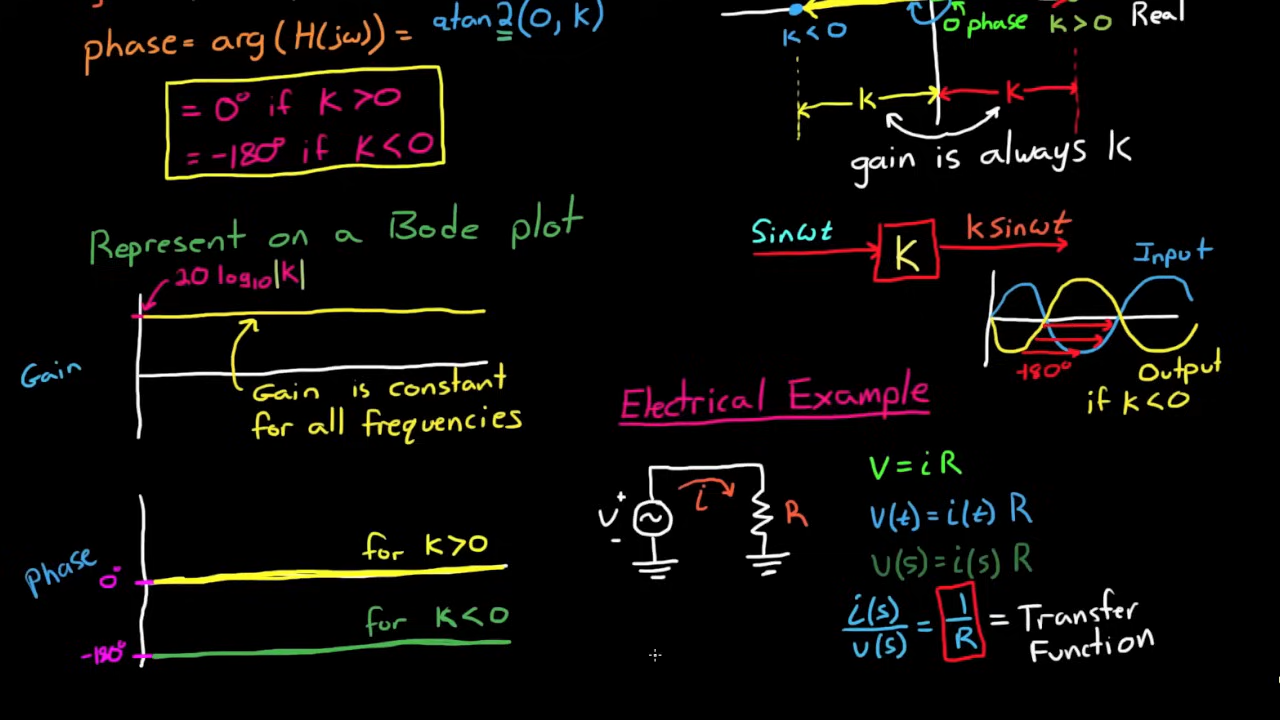 phase = arg(H(jω)) = atan2(0, k)
= 0° if k > 0
= -180° if k < 0
k < 0
0 phase
k > 0
Real
k
k
gain is always k
Represent on a Bode plot
20 log10|k|
Gain
Gain is constant
for all frequencies
phase
0°
for k > 0
-180°
for k < 0
Sinωt
K
k sinωt
Input
-180°
Output
if k < 0
Electrical Example
V
+
-
i
R
V = i R
V(t) = i(t) R
V(s) = i(s) R
i(s)/v(s) = 1/R = Transfer
Function